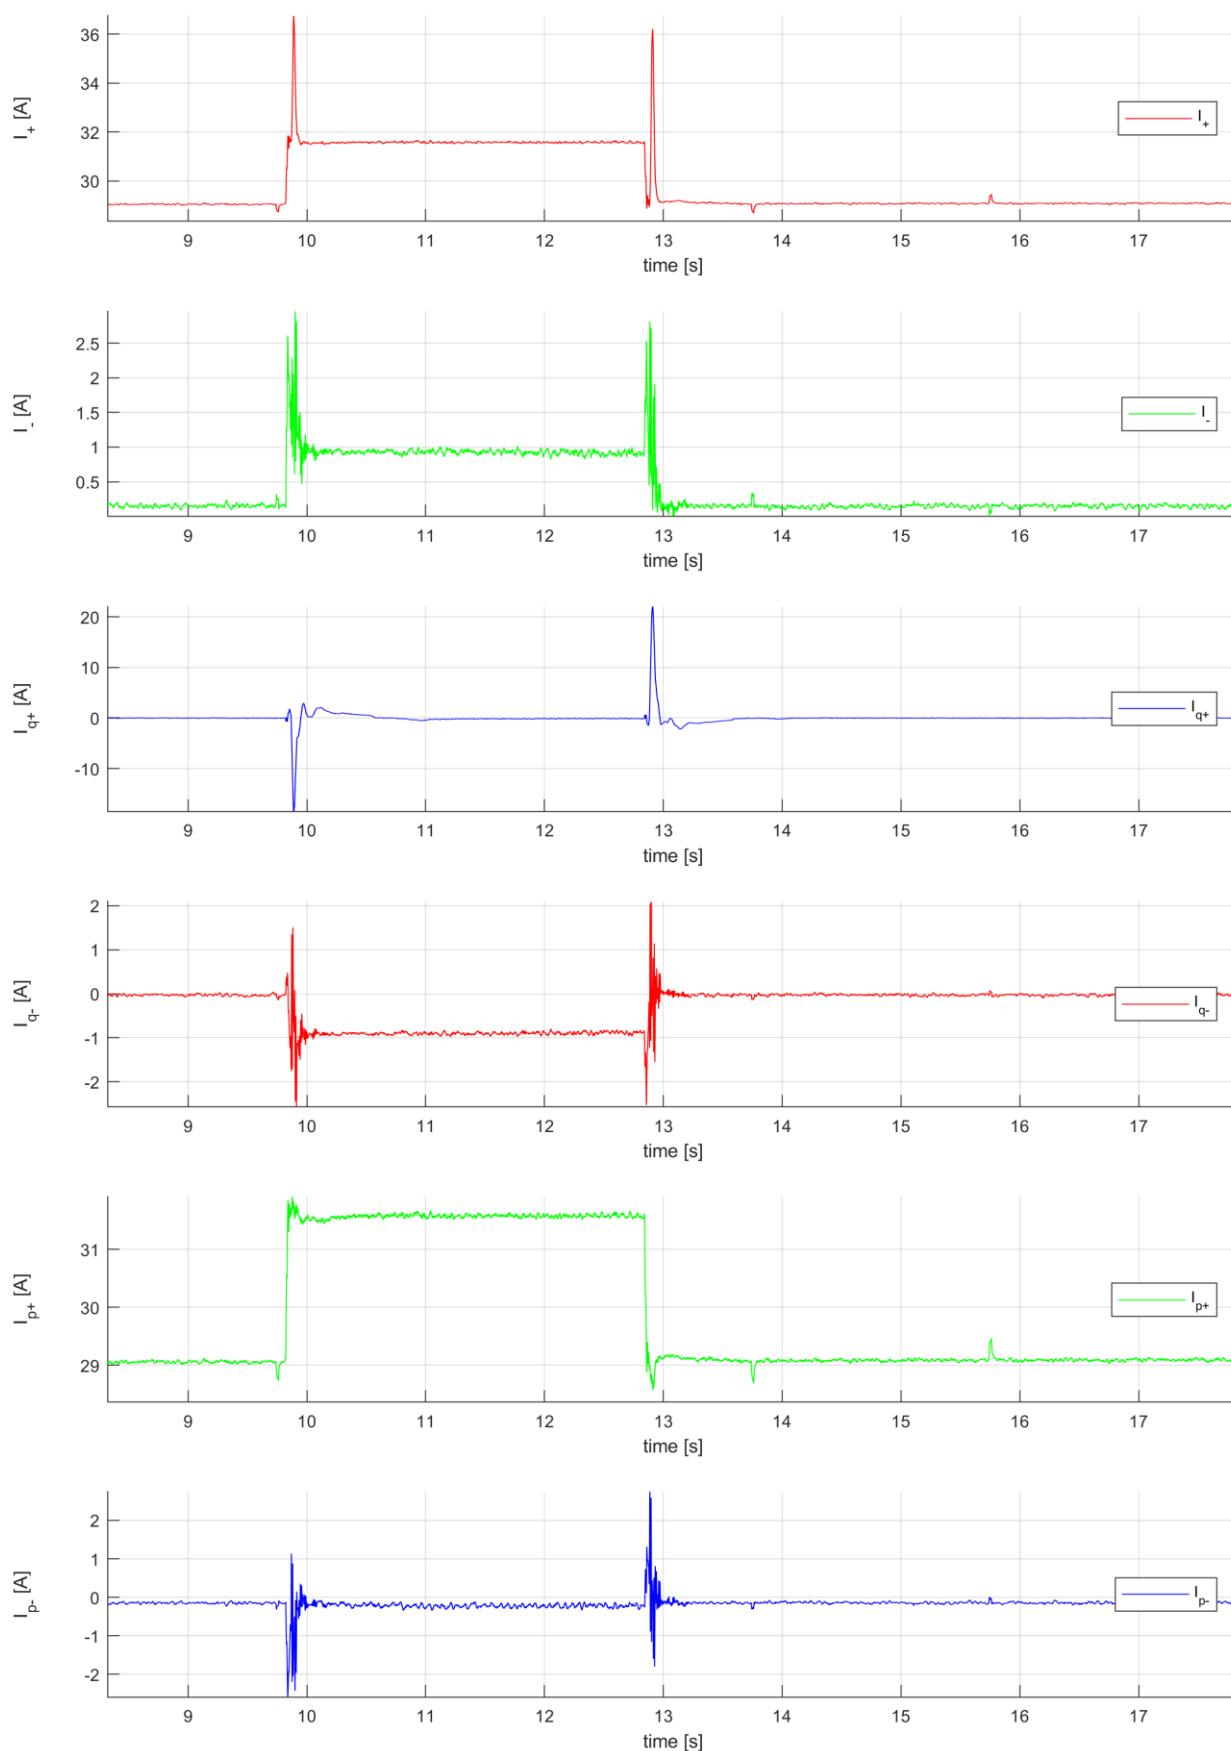 36
34
32
30
I+ [A]
I+
9 10 11 12 13 14 15 16 17
time [s]
2.5
2
1.5
1
0.5
I- [A]
I-
9 10 11 12 13 14 15 16 17
time [s]
20
10
0
-10
Iq+ [A]
Iq+
9 10 11 12 13 14 15 16 17
time [s]
2
1
0
-1
-2
Iq- [A]
Iq-
9 10 11 12 13 14 15 16 17
time [s]
31
30
29
Ip+ [A]
Ip+
9 10 11 12 13 14 15 16 17
time [s]
2
1
0
-1
-2
Ip- [A]
Ip-
9 10 11 12 13 14 15 16 17
time [s]